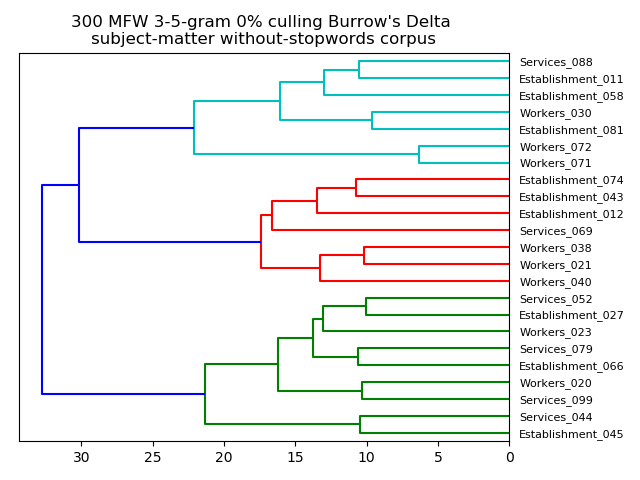 300 MFW 3-5-gram 0% culling Burrow's Delta
subject-matter without-stopwords corpus
Services_088
Establishment_011
Establishment_058
Workers_030
Establishment_081
Workers_072
Workers_071
Establishment_074
Establishment_043
Establishment_012
Services_069
Workers_038
Workers_021
Workers_040
Services_052
Establishment_027
Workers_023
Services_079
Establishment_066
Workers_020
Services_099
Services_044
Establishment_045
30 25 20 15 10 5 0